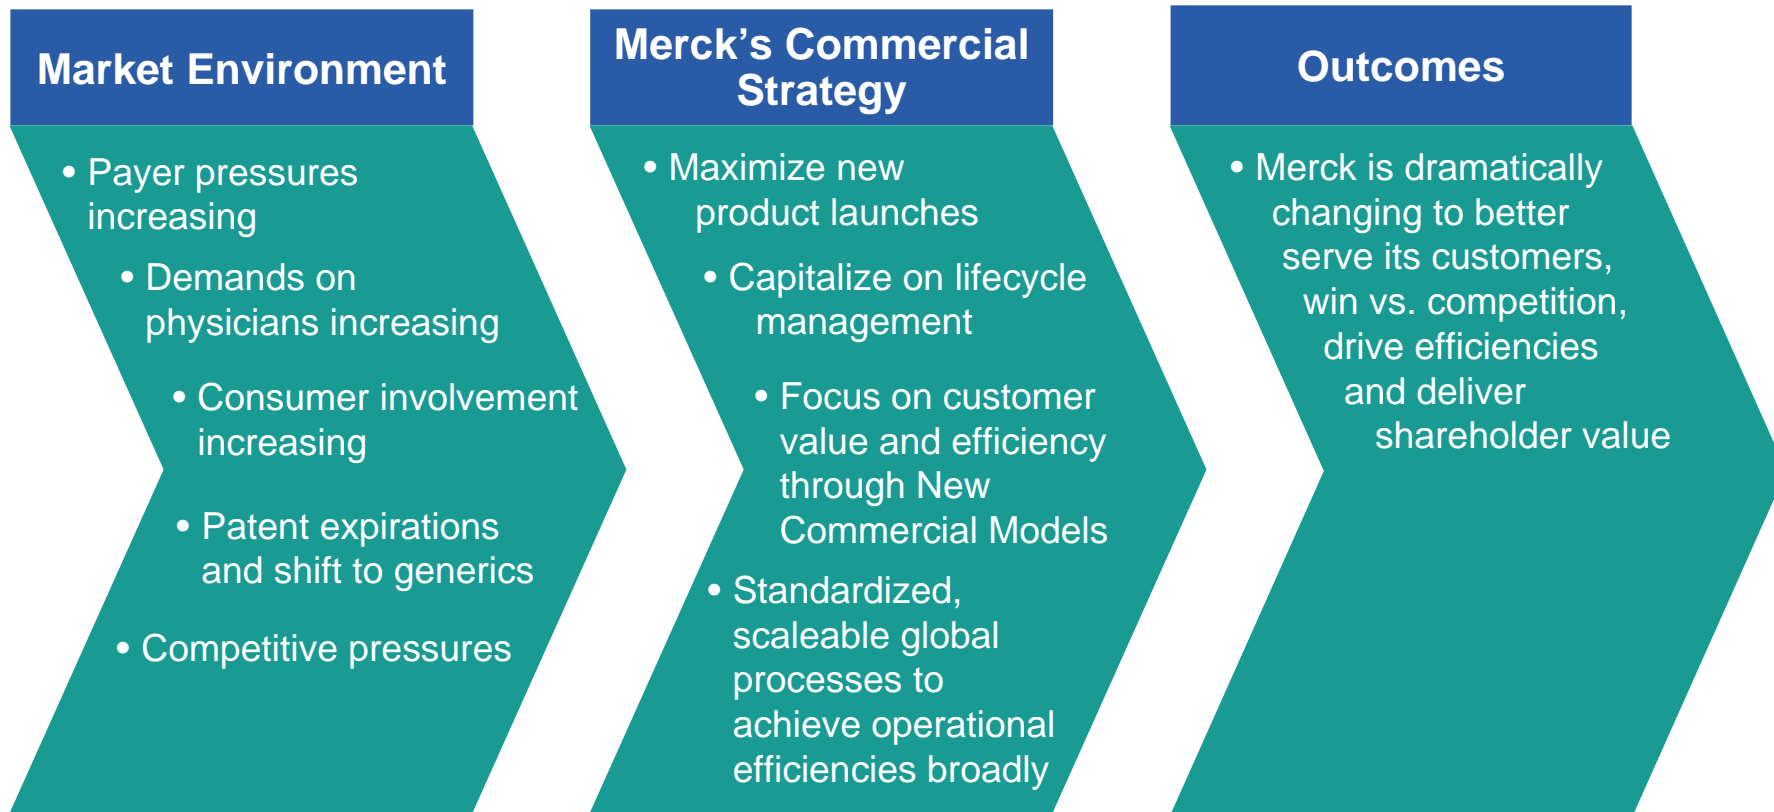 Market Environment
• Payer pressures
increasing
• Demands on
physicians increasing
• Consumer involvement
increasing
• Patent expirations
and shift to generics
• Competitive pressures
Merck’s Commercial
Strategy
• Maximize new
product launches
• Capitalize on lifecycle
management
• Focus on customer
value and efficiency
through New
Commercial Models
• Standardized,
scaleable global
processes to
achieve operational
efficiencies broadly
Outcomes
• Merck is dramatically
changing to better
serve its customers,
win vs. competition,
drive efficiencies
and deliver
shareholder value